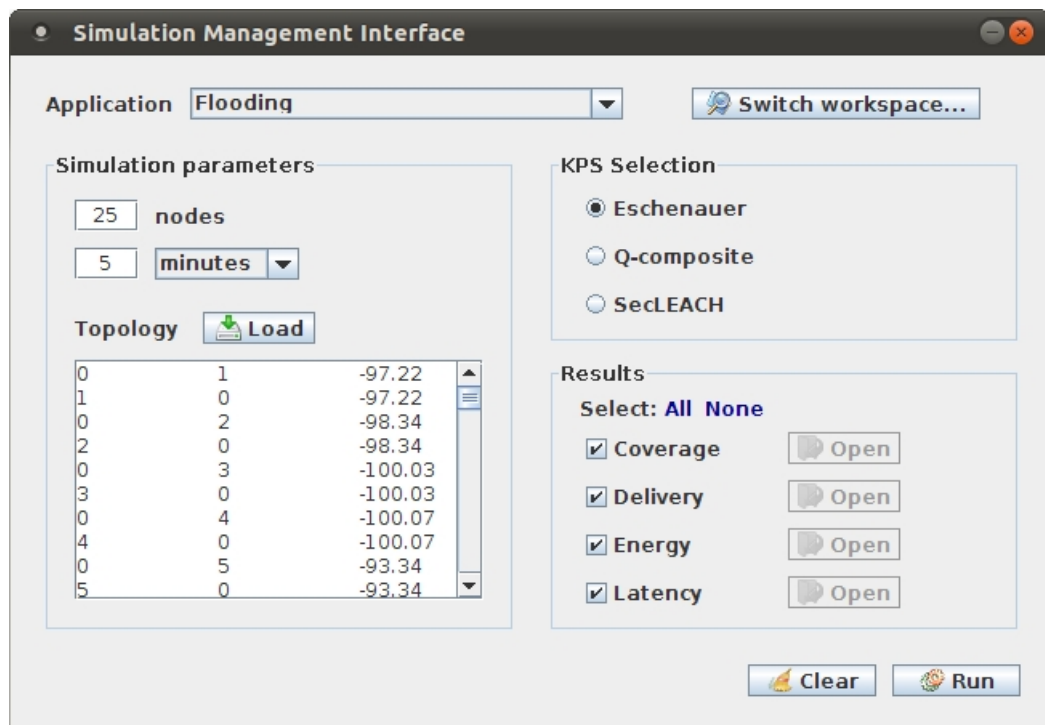 Simulation Management Interface
Application Flooding Switch workspace...
Simulation parameters
25 nodes
5 minutes
Topology Load
0 1 -97.22
1 0 -97.22
0 2 -98.34
2 0 -98.34
0 3 -100.03
3 0 -100.03
0 4 -100.07
4 0 -100.07
0 5 -93.34
5 0 -93.34
KPS Selection
Eschenauer
Q-composite
SecLEACH
Results
Select: All None
Coverage Open
Delivery Open
Energy Open
Latency Open
Clear Run